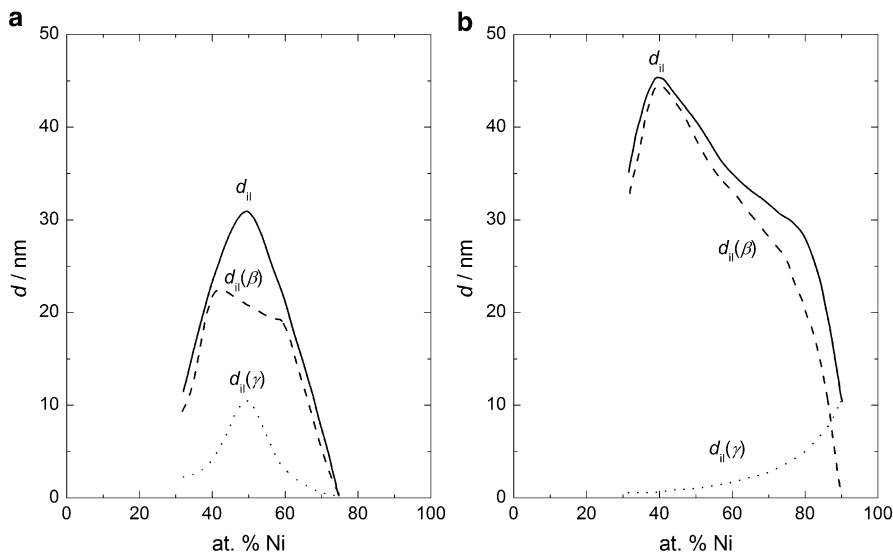 a
50
40
30
20
10
0
d / nm
d_il
d_il(β)
d_il(γ)
0 20 40 60 80 100
at. % Ni
b
50
40
30
20
10
0
d / nm
d_il
d_il(β)
d_il(γ)
0 20 40 60 80 100
at. % Ni